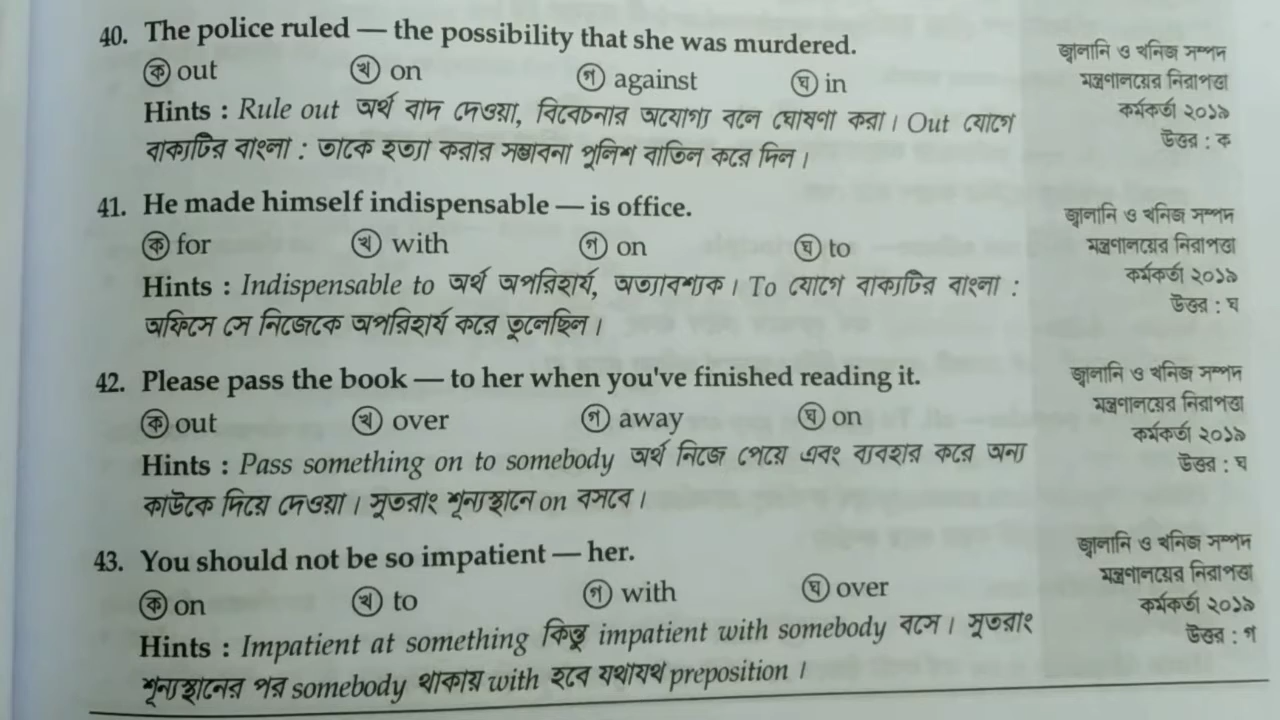 40. The police ruled — the possibility that she was murdered.
ক out খ on গ against ঘ in
Hints : Rule out অর্থ বাদ দেওয়া, বিবেচনার অযোগ্য বলে ঘোষণা করা। Out যোগে
বাক্যটির বাংলা : তাকে হত্যা করার সম্ভাবনা পুলিশ বাতিল করে দিল।
জ্বালানি ও খনিজ সম্পদ
মন্ত্রণালয়ের নিরাপত্তা
কর্মকর্তা ২০১৯
উত্তর : ক
41. He made himself indispensable — is office.
ক for খ with গ on ঘ to
Hints : Indispensable to অর্থ অপরিহার্য, অত্যাবশ্যক। To যোগে বাক্যটির বাংলা :
অফিসে সে নিজেকে অপরিহার্য করে তুলেছিল।
জ্বালানি ও খনিজ সম্পদ
মন্ত্রণালয়ের নিরাপত্তা
কর্মকর্তা ২০১৯
উত্তর : ঘ
42. Please pass the book — to her when you've finished reading it.
ক out খ over গ away ঘ on
Hints : Pass something on to somebody অর্থ নিজে পেয়ে এবং ব্যবহার করে অন্য
কাউকে দিয়ে দেওয়া। সুতরাং শূন্যস্থানে on বসবে।
জ্বালানি ও খনিজ সম্পদ
মন্ত্রণালয়ের নিরাপত্তা
কর্মকর্তা ২০১৯
উত্তর : ঘ
43. You should not be so impatient — her.
ক on খ to গ with ঘ over
Hints : Impatient at something কিন্তু impatient with somebody বসে। সুতরাং
শূন্যস্থানের পর somebody থাকায় with হবে যথাযথ preposition।
জ্বালানি ও খনিজ সম্পদ
মন্ত্রণালয়ের নিরাপত্তা
কর্মকর্তা ২০১৯
উত্তর : গ